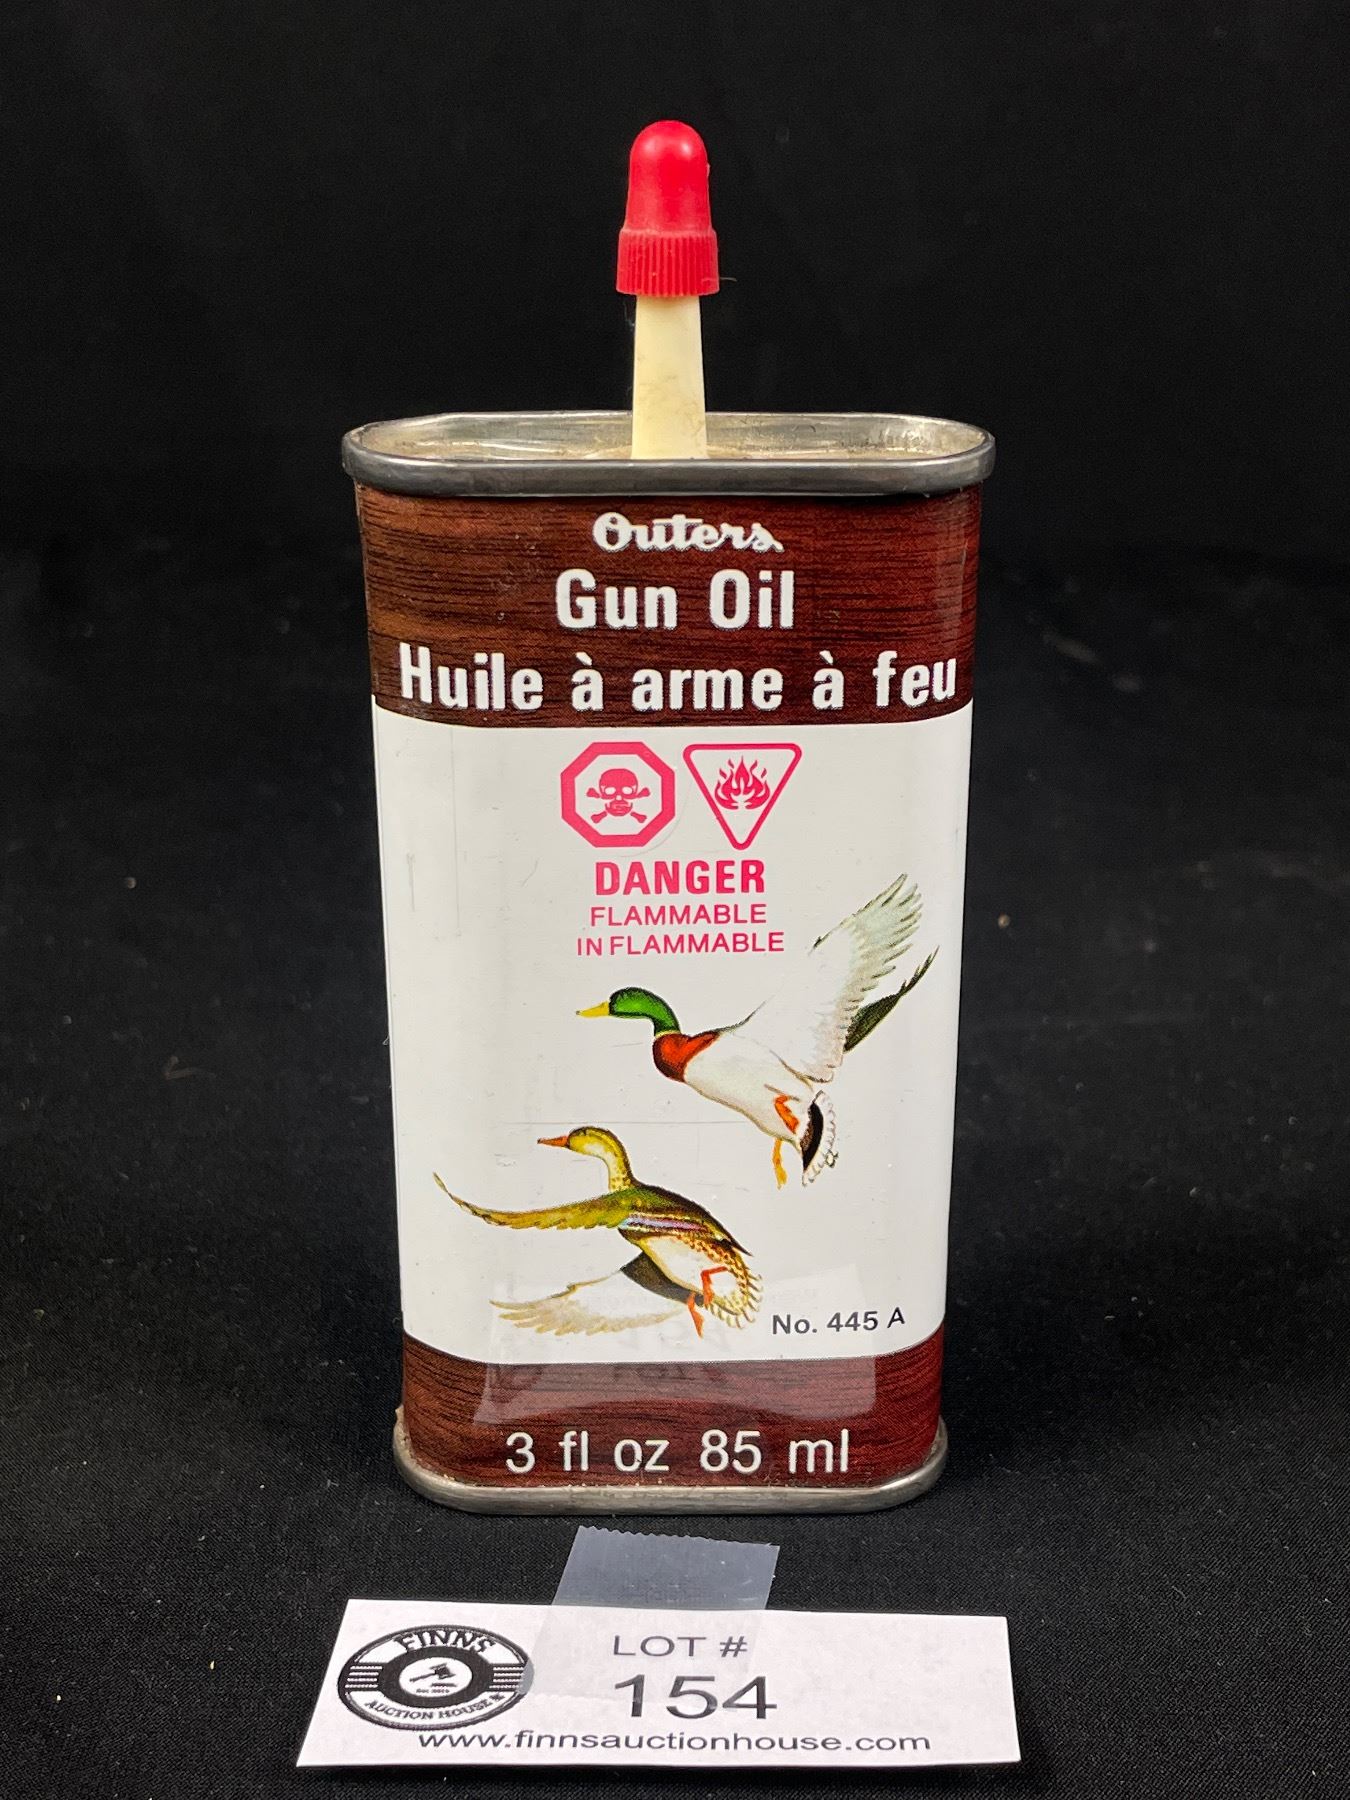 Outers
Gun Oil
Huile à arme à feu
DANGER
FLAMMABLE
INFLAMMABLE
No. 445 A
3 fl oz 85 ml
FINNS
AUCTION HOUSE
LOT #
154
www.finnsauctionhouse.com